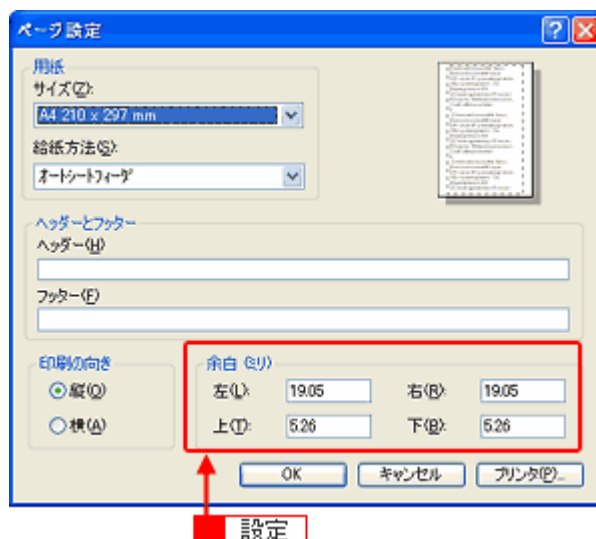 ページ設定
用紙
サイズ(Z):
A4 210 x 297 mm
給紙方法(S):
オートシートフィーダ
ヘッダーとフッター
ヘッダー(H)
フッター(F)
印刷の向き
縦(O)
横(A)
余白 (ミリ)
左(L): 19.05 右(R): 19.05
上(T): 5.26 下(B): 5.26
OK キャンセル プリンタ(P)...
設定